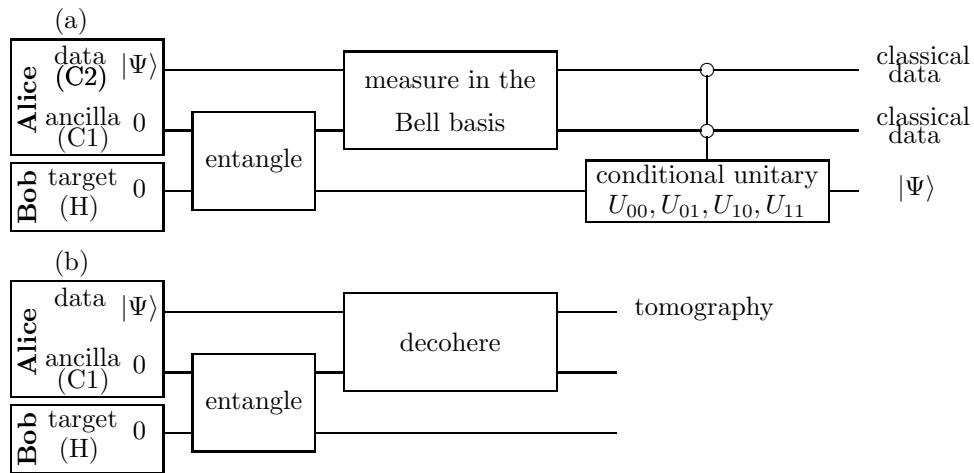 (a)
Alice
data |Ψ⟩
(C2)
ancilla 0
(C1)
Bob
target 0
(H)
entangle
measure in the
Bell basis
conditional unitary
U₀₀, U₀₁, U₁₀, U₁₁
classical
data
classical
data
|Ψ⟩
(b)
Alice
data |Ψ⟩
ancilla 0
(C1)
Bob
target 0
(H)
entangle
decohere
tomography